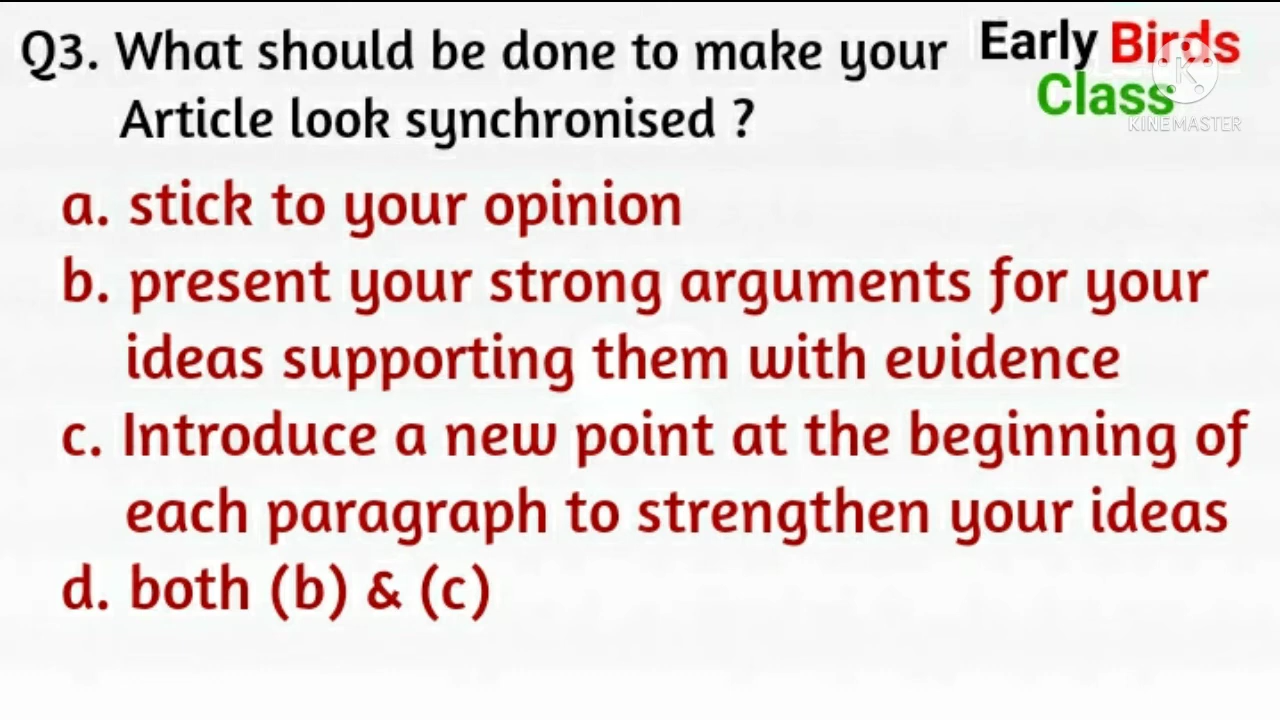 Q3. What should be done to make your
Article look synchronised ?
Early Birds
Class
KINEMASTER
a. stick to your opinion
b. present your strong arguments for your
ideas supporting them with evidence
c. Introduce a new point at the beginning of
each paragraph to strengthen your ideas
d. both (b) & (c)